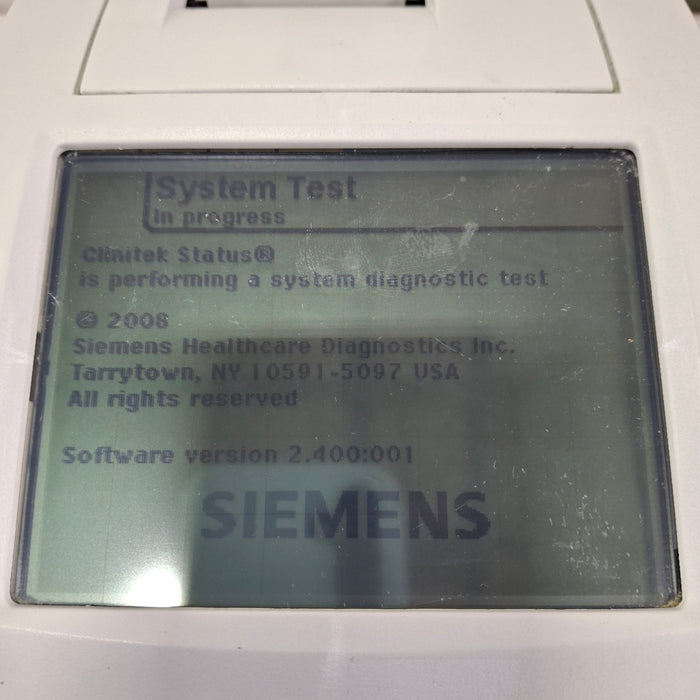 System Test
In progress
Clinitek Status®
is performing a system diagnostic test
© 2008
Siemens Healthcare Diagnostics Inc.
Tarrytown, NY 10591-5097 USA
All rights reserved
Software version 2.400:001
SIEMENS